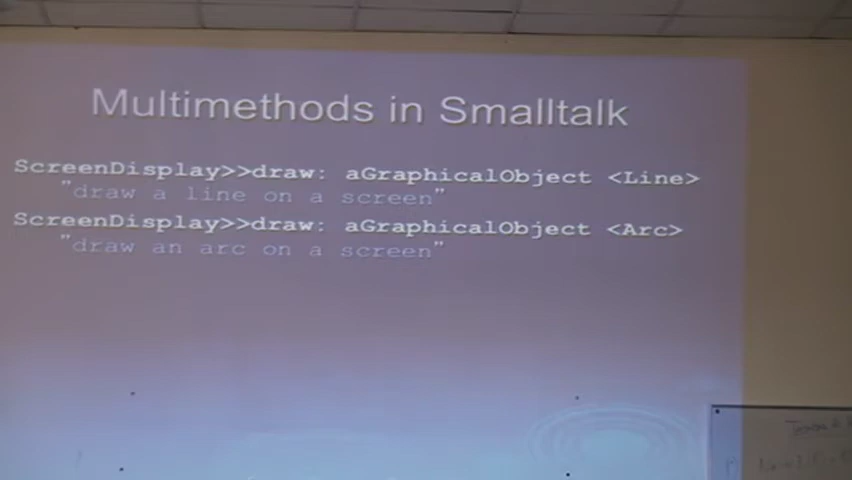 Multimethods in Smalltalk
ScreenDisplay>>draw: aGraphicalObject <Line>
"draw a line on a screen"
ScreenDisplay>>draw: aGraphicalObject <Arc>
"draw an arc on a screen"